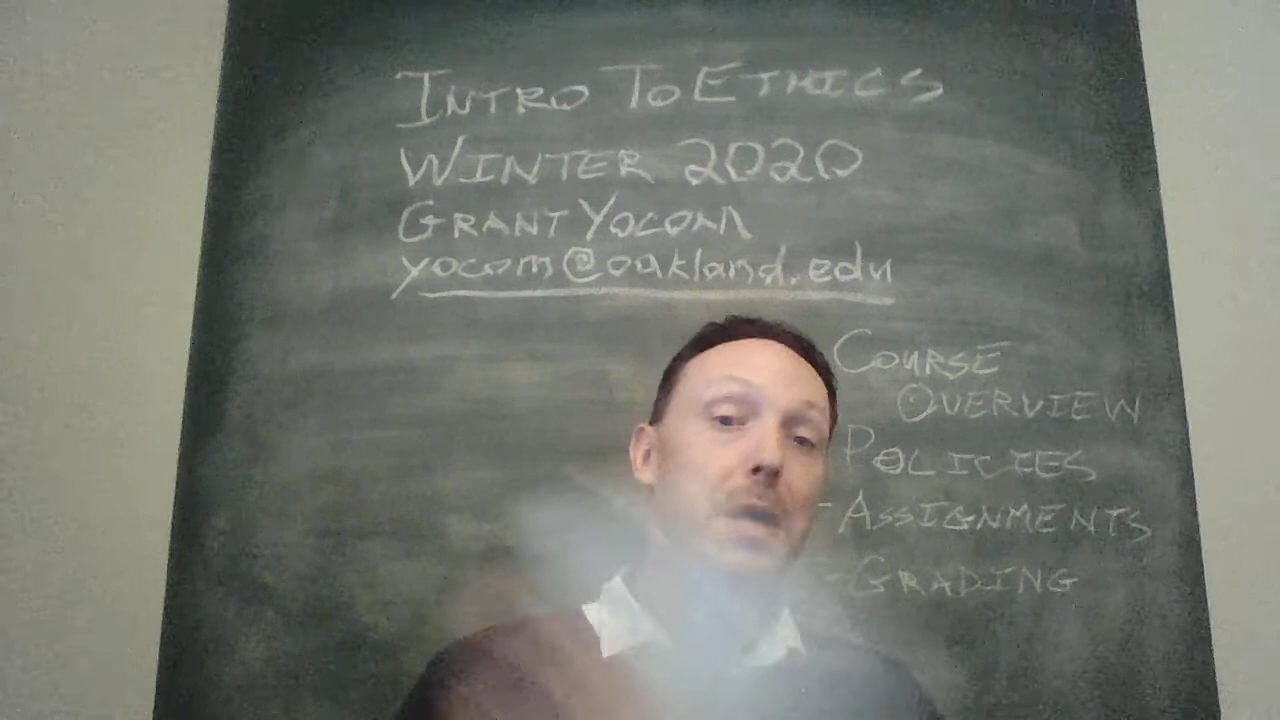 INTRO TO ETHICS
WINTER 2020
GRANT YOCOM
yocom@oakland.edu
COURSE
OVERVIEW
POLICIES
-ASSIGNMENTS
-GRADING